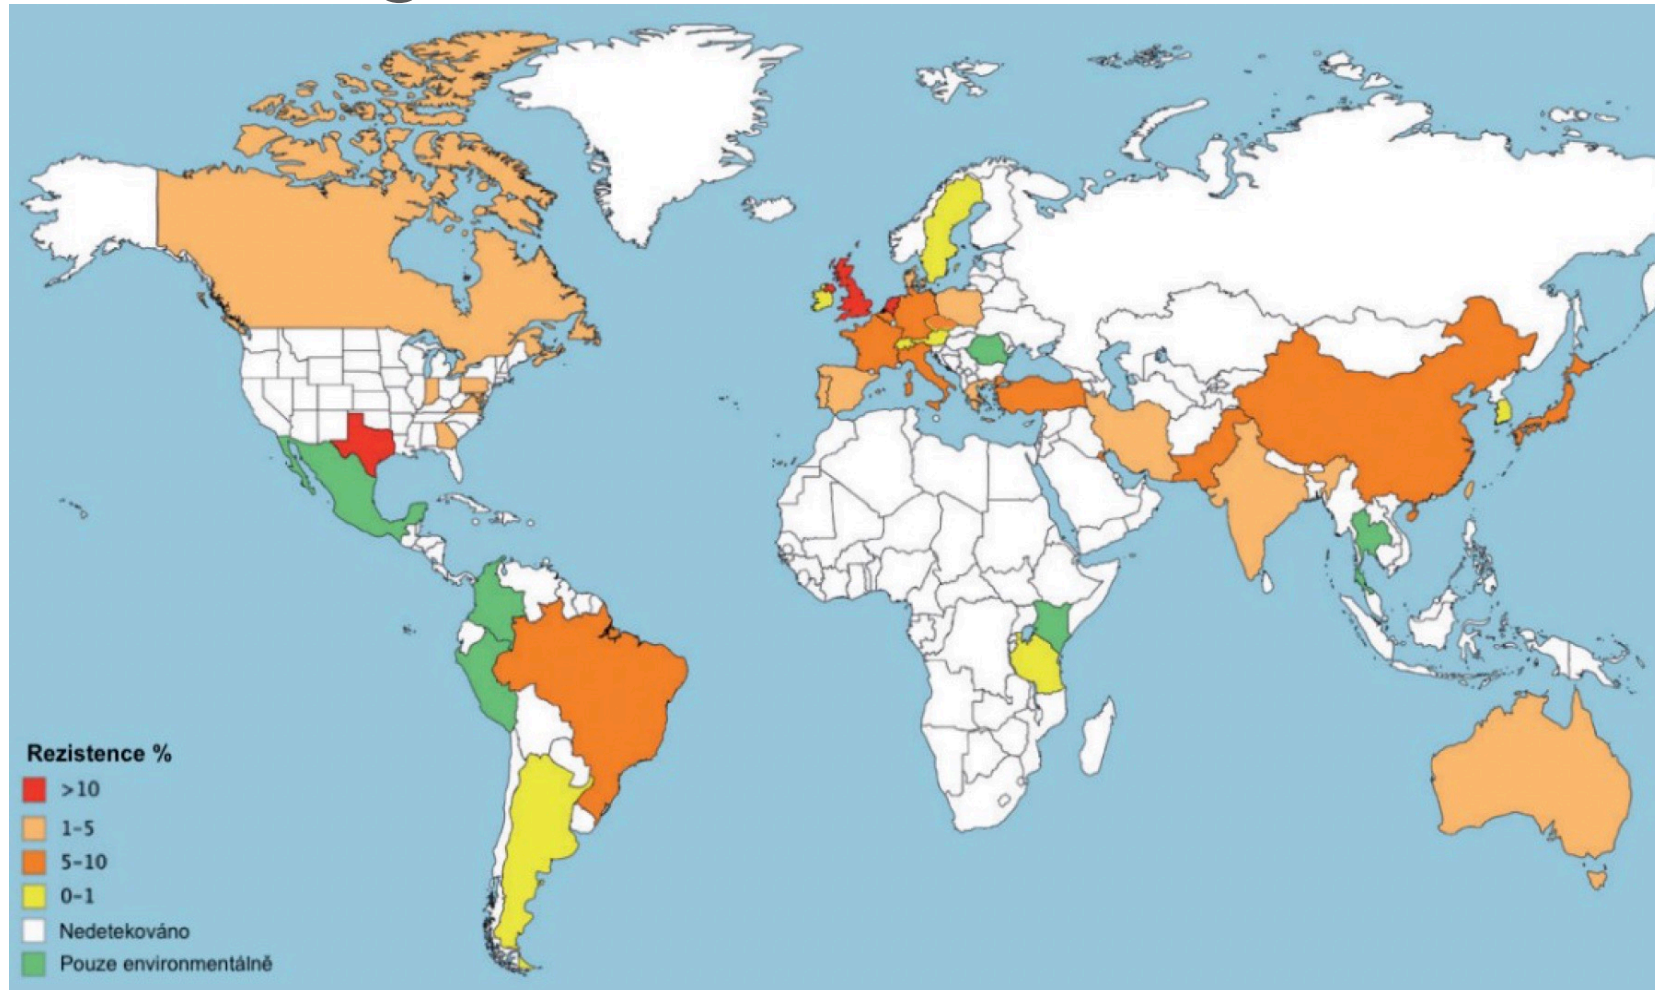 Rezistence %
>10
1-5
5-10
0-1
Nedetekováno
Pouze environmentálně